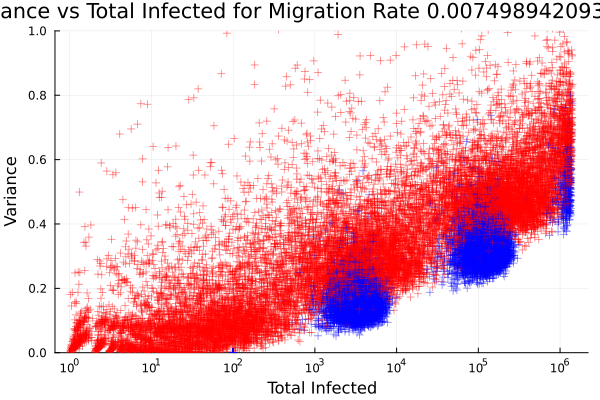 ance vs Total Infected for Migration Rate 0.007498942093
1.0
0.8
0.6
0.4
0.2
0.0
Variance
10⁰ 10¹ 10² 10³ 10⁴ 10⁵ 10⁶
Total Infected